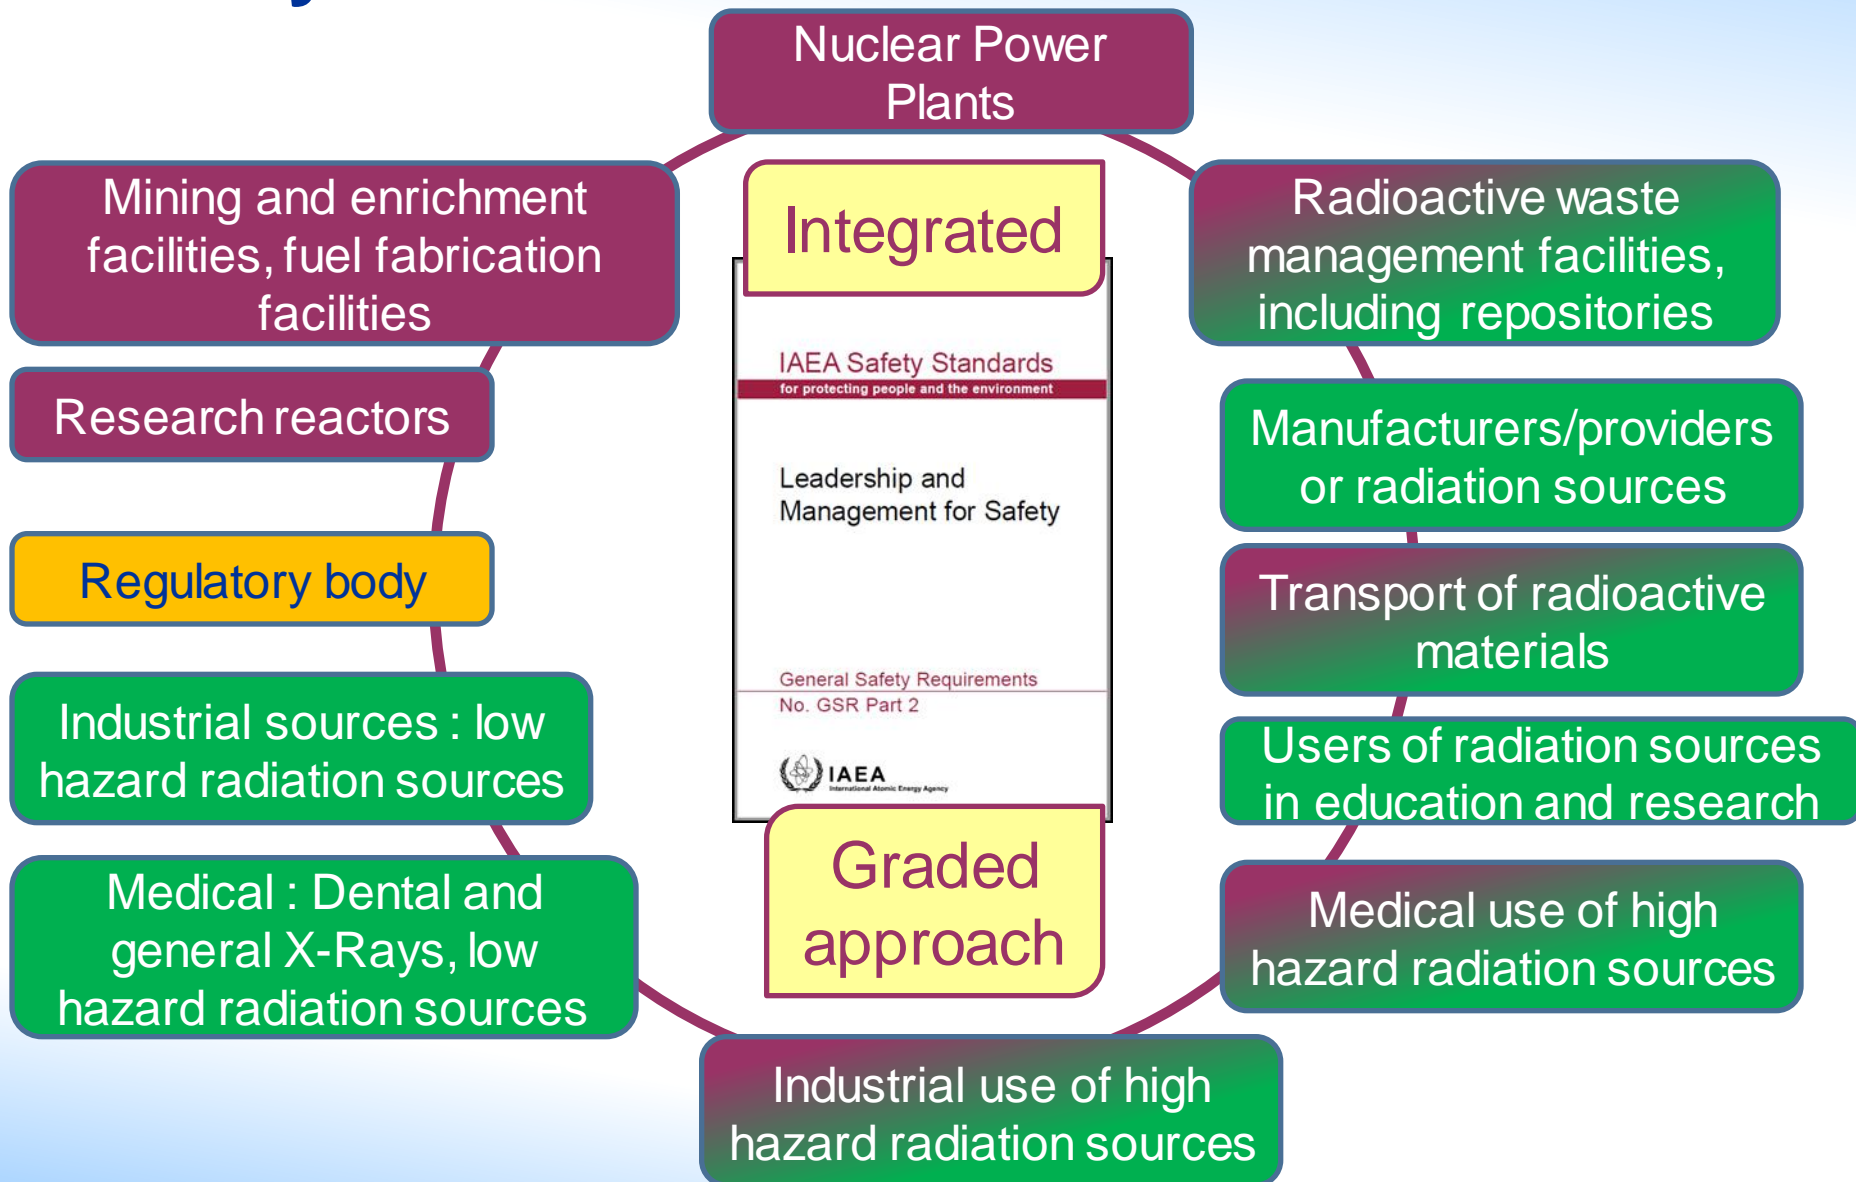 Nuclear Power
Plants
Mining and enrichment
facilities, fuel fabrication
facilities
Integrated
Radioactive waste
management facilities,
including repositories
IAEA Safety Standards
for protecting people and the environment
Research reactors
Manufacturers/providers
or radiation sources
Leadership and
Management for Safety
Regulatory body
Transport of radioactive
materials
General Safety Requirements
No. GSR Part 2
Industrial sources : low
hazard radiation sources
Users of radiation sources
in education and research
IAEA
International Atomic Energy Agency
Graded
approach
Medical : Dental and
general X-Rays, low
hazard radiation sources
Medical use of high
hazard radiation sources
Industrial use of high
hazard radiation sources